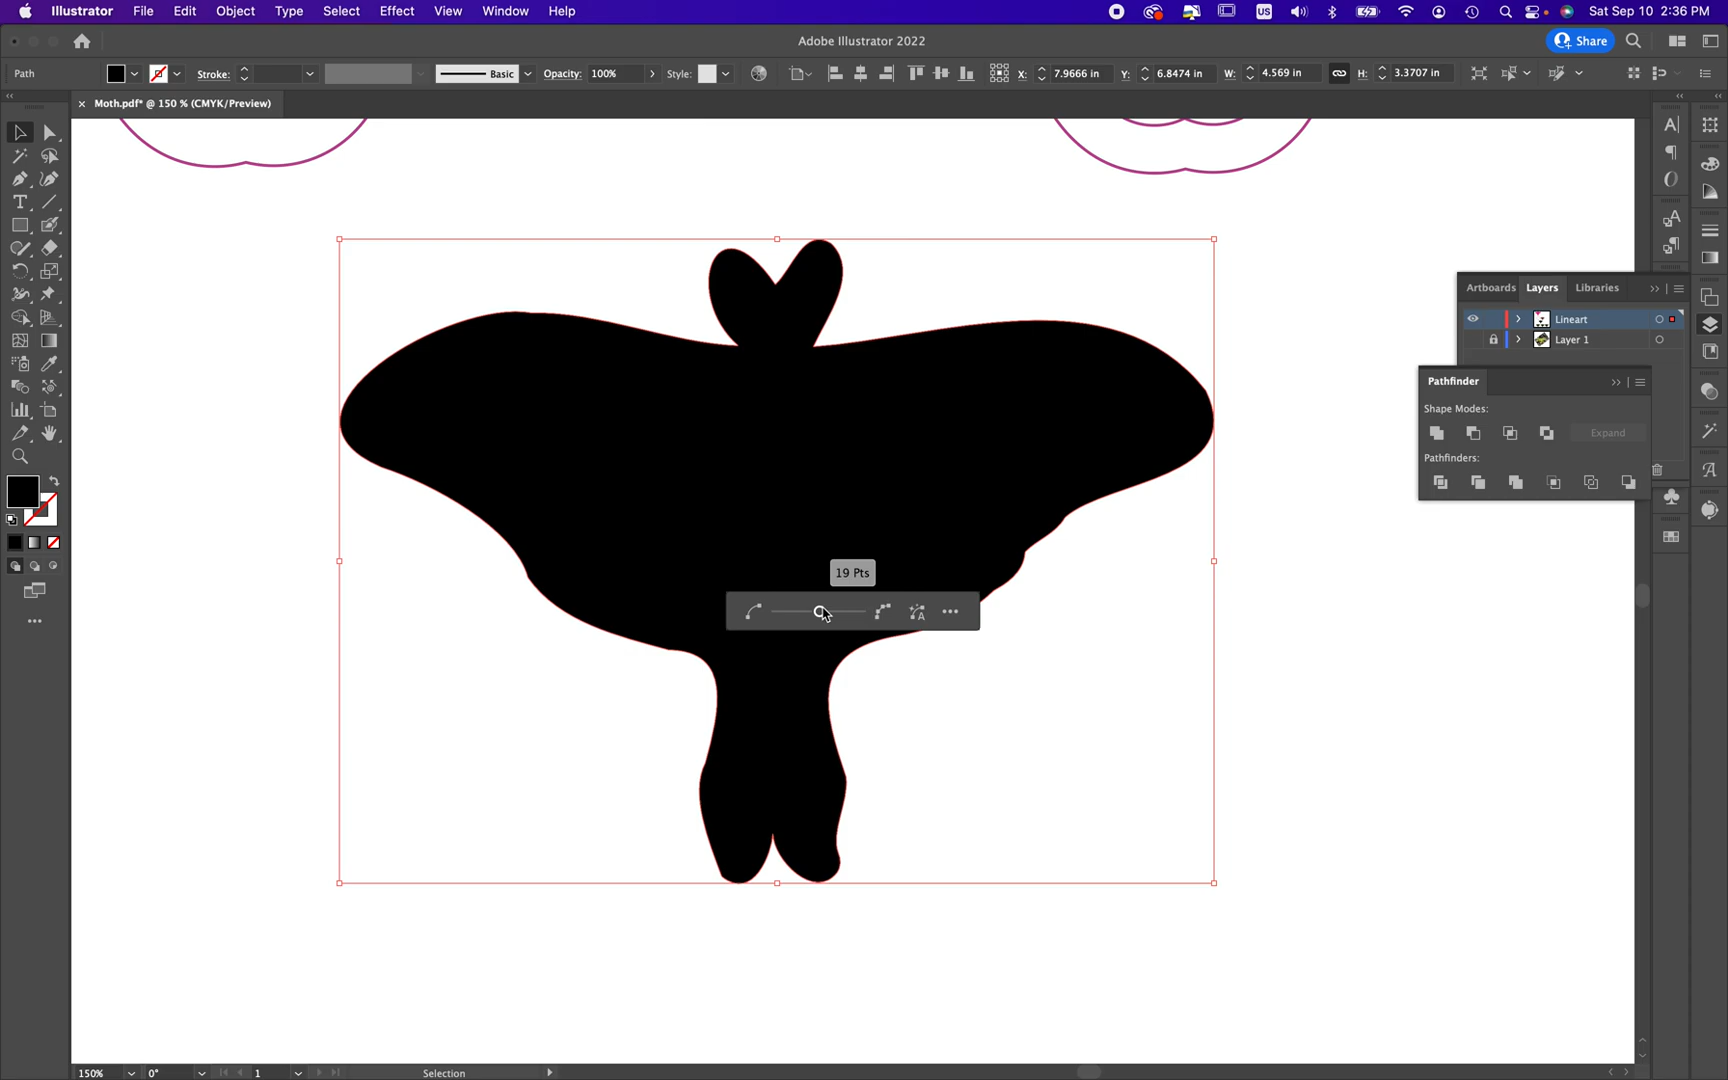 Illustrator File Edit Object Type Select Effect View Window Help
US
Sat Sep 10 2:36 PM
Adobe Illustrator 2022
Share
Path
Stroke:
Basic
Opacity: 100%
Style:
X: 7.9666 in
Y: 6.8474 in
W: 4.569 in
H: 3.3707 in
× Moth.pdf* @ 150 % (CMYK/Preview)
Artboards Layers Libraries
Lineart
Layer 1
Pathfinder
Shape Modes:
Expand
Pathfinders:
19 Pts
150%
0°
1
Selection